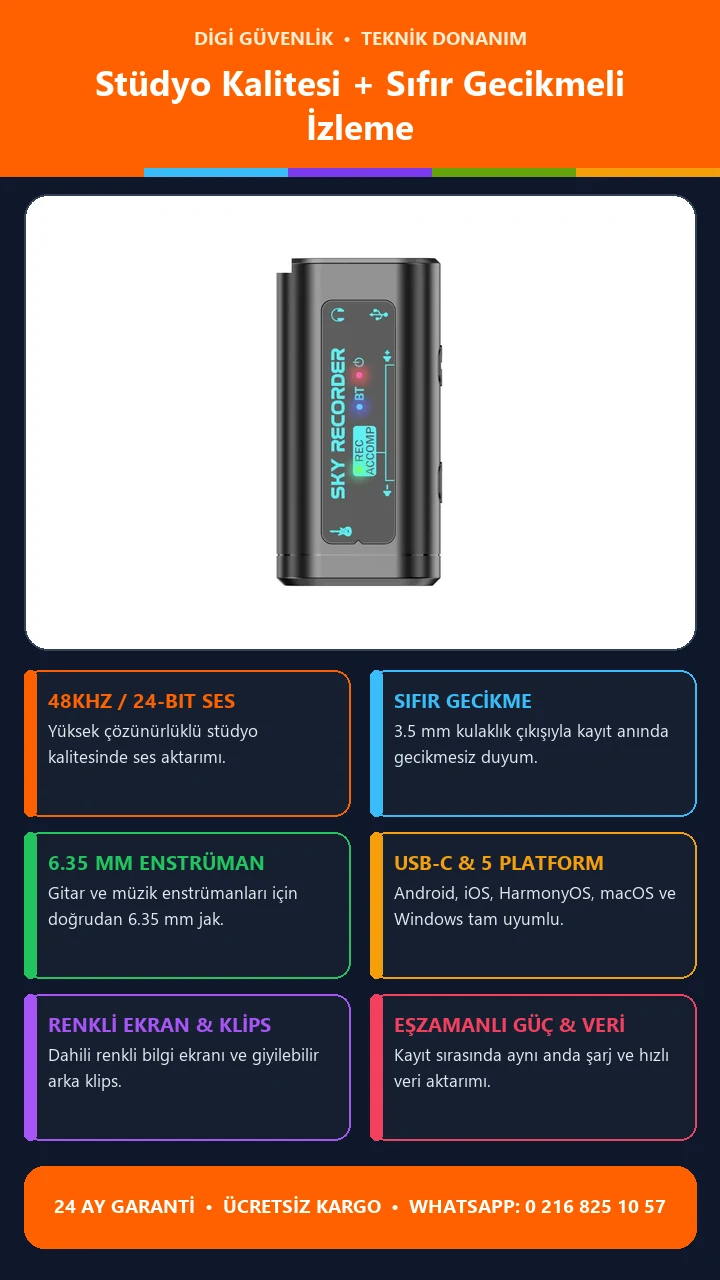 DİGİ GÜVENLİK • TEKNİK DONANIM
Stüdyo Kalitesi + Sıfır Gecikmeli
İzleme
SKY RECORDER
BT
REC
ACCOMP
48KHZ / 24-BIT SES
Yüksek çözünürlüklü stüdyo
kalitesinde ses aktarımı.
SIFIR GECİKME
3.5 mm kulaklık çıkışıyla kayıt anında
gecikmesiz duyum.
6.35 MM ENSTRÜMAN
Gitar ve müzik enstrümanları için
doğrudan 6.35 mm jak.
USB-C & 5 PLATFORM
Android, iOS, HarmonyOS, macOS ve
Windows tam uyumlu.
RENKLİ EKRAN & KLİPS
Dahili renkli bilgi ekranı ve giyilebilir
arka klips.
EŞZAMANLI GÜÇ & VERİ
Kayıt sırasında aynı anda şarj ve hızlı
veri aktarımı.
24 AY GARANTİ • ÜCRETSİZ KARGO • WHATSAPP: 0 216 825 10 57